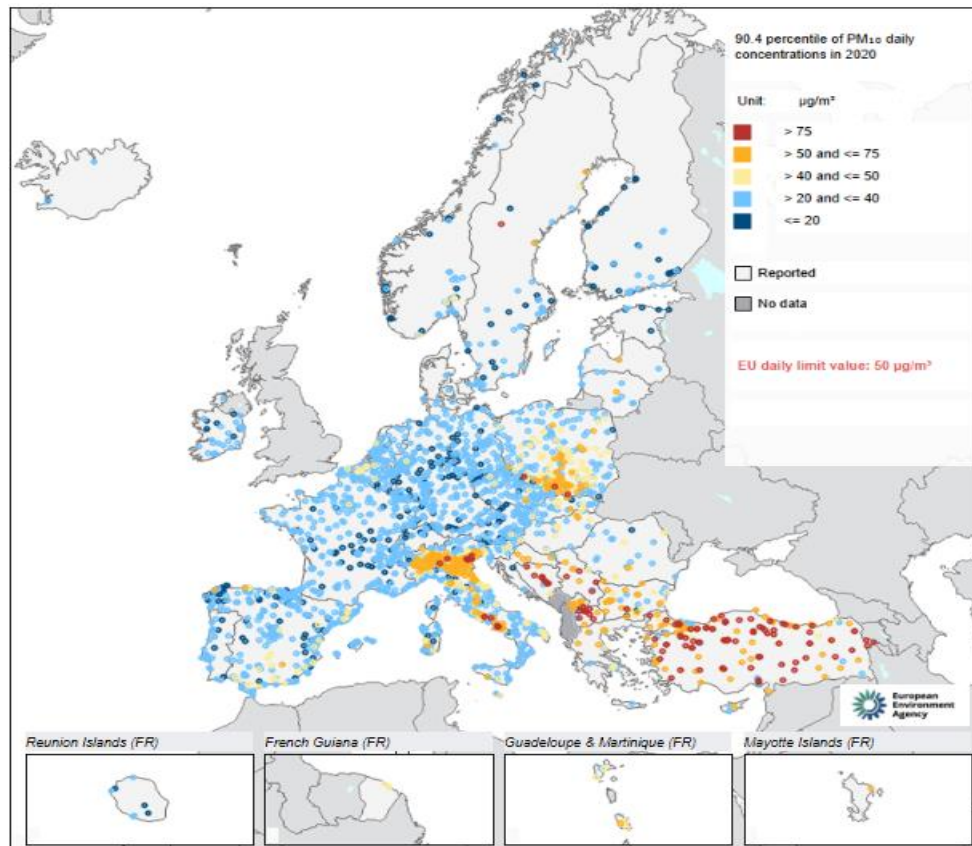 90.4 percentile of PM₁₀ daily
concentrations in 2020
Unit: µg/m³
> 75
> 50 and <= 75
> 40 and <= 50
> 20 and <= 40
<= 20
Reported
No data
EU daily limit value: 50 µg/m³
European
Environment
Agency
Reunion Islands (FR)
French Guiana (FR)
Guadeloupe & Martinique (FR)
Mayotte Islands (FR)